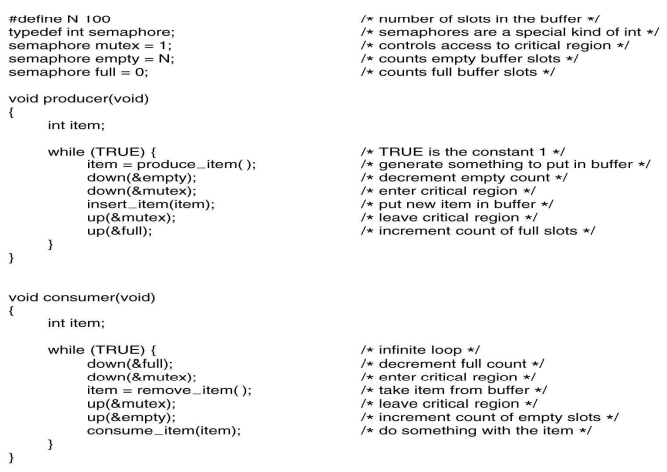 #define N 100 /* number of slots in the buffer */
typedef int semaphore; /* semaphores are a special kind of int */
semaphore mutex = 1; /* controls access to critical region */
semaphore empty = N; /* counts empty buffer slots */
semaphore full = 0; /* counts full buffer slots */
void producer(void)
{
int item;
while (TRUE) { /* TRUE is the constant 1 */
item = produce_item( ); /* generate something to put in buffer */
down(&empty); /* decrement empty count */
down(&mutex); /* enter critical region */
insert_item(item); /* put new item in buffer */
up(&mutex); /* leave critical region */
up(&full); /* increment count of full slots */
}
}
void consumer(void)
{
int item;
while (TRUE) { /* infinite loop */
down(&full); /* decrement full count */
down(&mutex); /* enter critical region */
item = remove_item( ); /* take item from buffer */
up(&mutex); /* leave critical region */
up(&empty); /* increment count of empty slots */
consume_item(item); /* do something with the item */
}
}